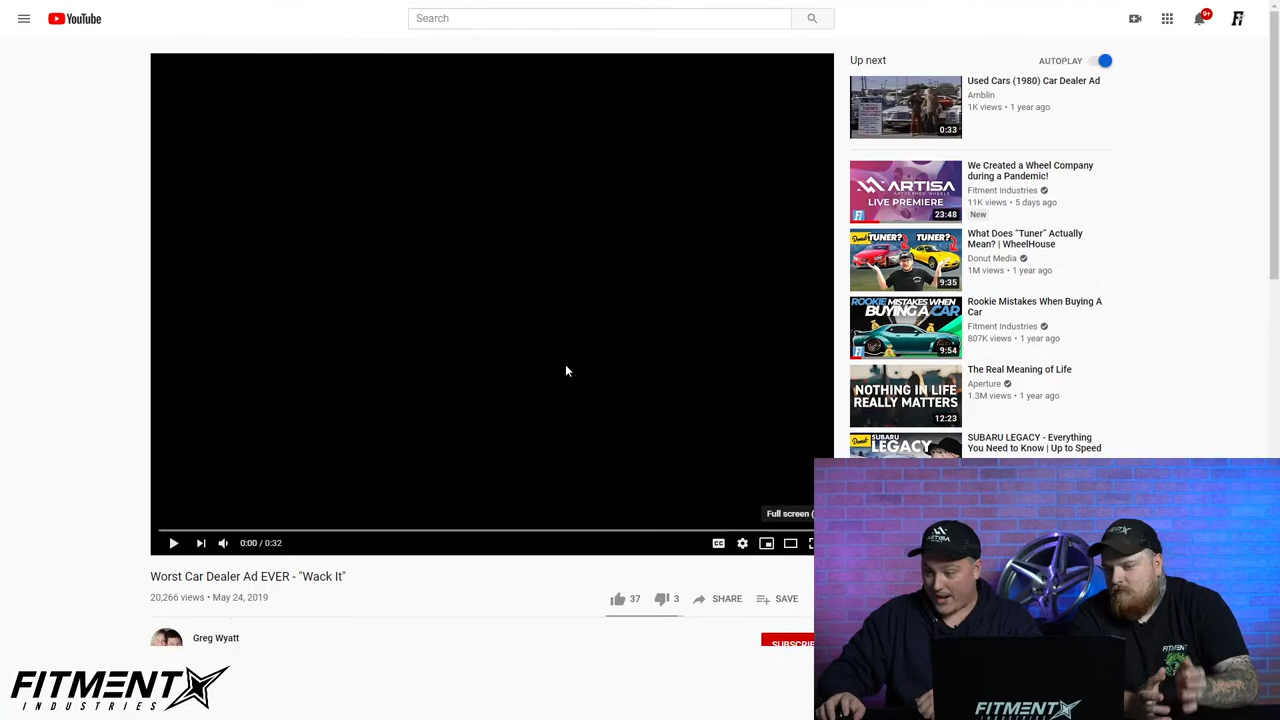 YouTube
Search
9+
Up next
AUTOPLAY
Used Cars (1980) Car Dealer Ad
Amblin
1K views • 1 year ago
0:33
We Created a Wheel Company
during a Pandemic!
Fitment Industries
11K views • 5 days ago
New
ARTISA
LIVE PREMIERE
23:48
What Does "Tuner" Actually
Mean? | WheelHouse
Donut Media
1M views • 1 year ago
TUNER?
TUNER?
9:35
Rookie Mistakes When Buying A
Car
Fitment Industries
807K views • 1 year ago
ROOKIE MISTAKES WHEN
BUYING A CAR
9:54
The Real Meaning of Life
Aperture
1.3M views • 1 year ago
NOTHING IN LIFE
REALLY MATTERS
12:23
SUBARU LEGACY - Everything
You Need to Know | Up to Speed
SUBARU
LEGACY
Full screen (
0:00 / 0:32
CC
Worst Car Dealer Ad EVER - "Wack It"
20,266 views • May 24, 2019
37
3
SHARE
SAVE
Greg Wyatt
SUBSCRIBE
FITMENT
INDUSTRIES
ARTISA
FITMENT
FITMENT
INDUSTRIES